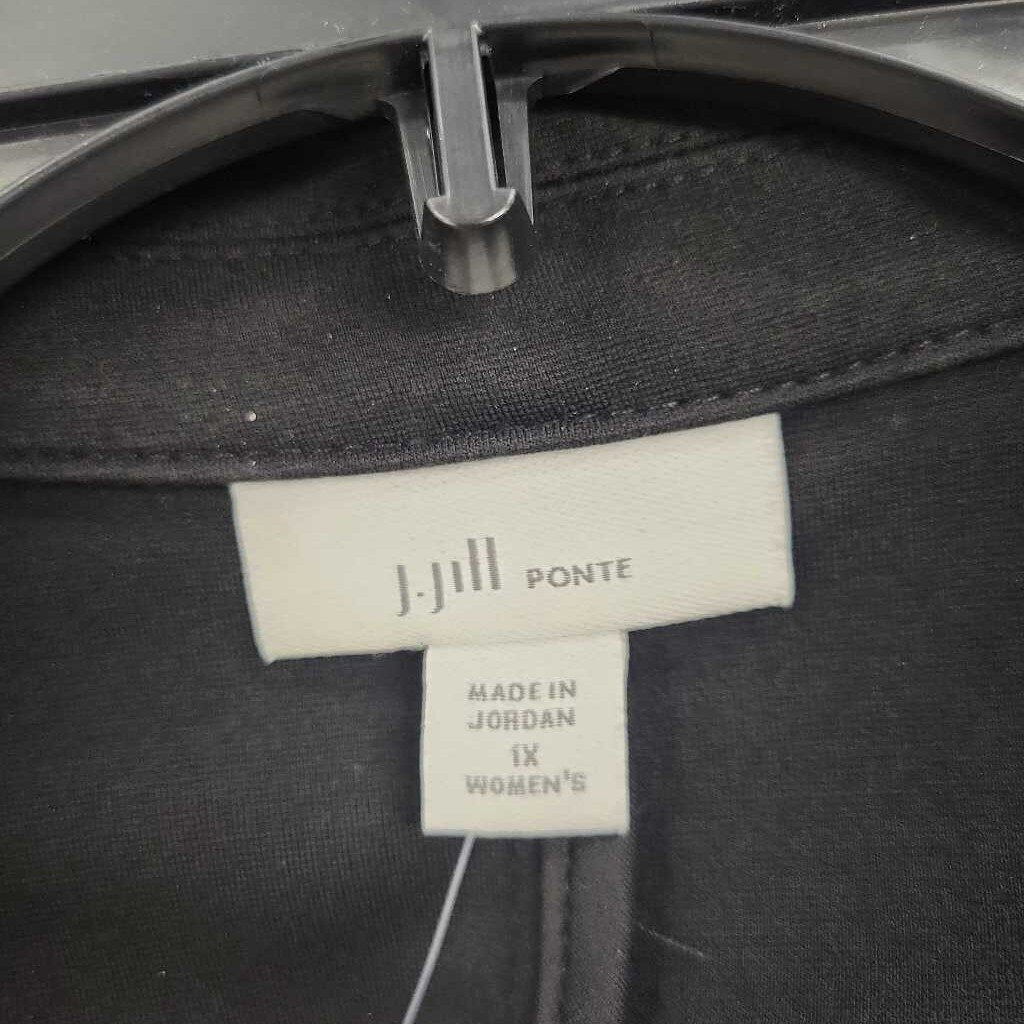 J.Jill PONTE
MADE IN
JORDAN
1X
WOMEN'S